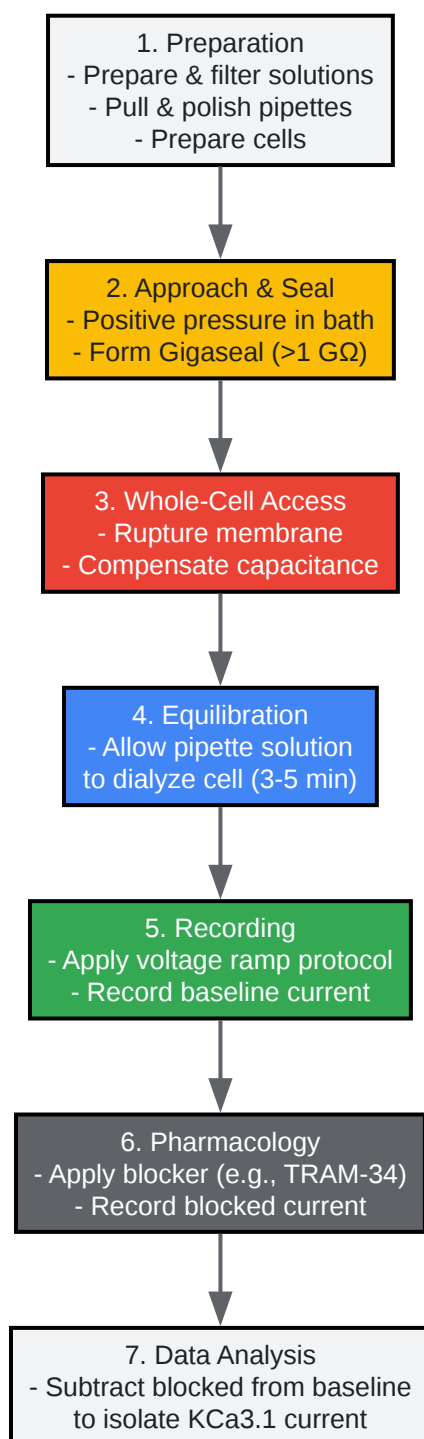 1. Preparation
- Prepare & filter solutions
- Pull & polish pipettes
- Prepare cells
2. Approach & Seal
- Positive pressure in bath
- Form Gigaseal (>1 GΩ)
3. Whole-Cell Access
- Rupture membrane
- Compensate capacitance
4. Equilibration
- Allow pipette solution
to dialyze cell (3-5 min)
5. Recording
- Apply voltage ramp protocol
- Record baseline current
6. Pharmacology
- Apply blocker (e.g., TRAM-34)
- Record blocked current
7. Data Analysis
- Subtract blocked from baseline
to isolate KCa3.1 current